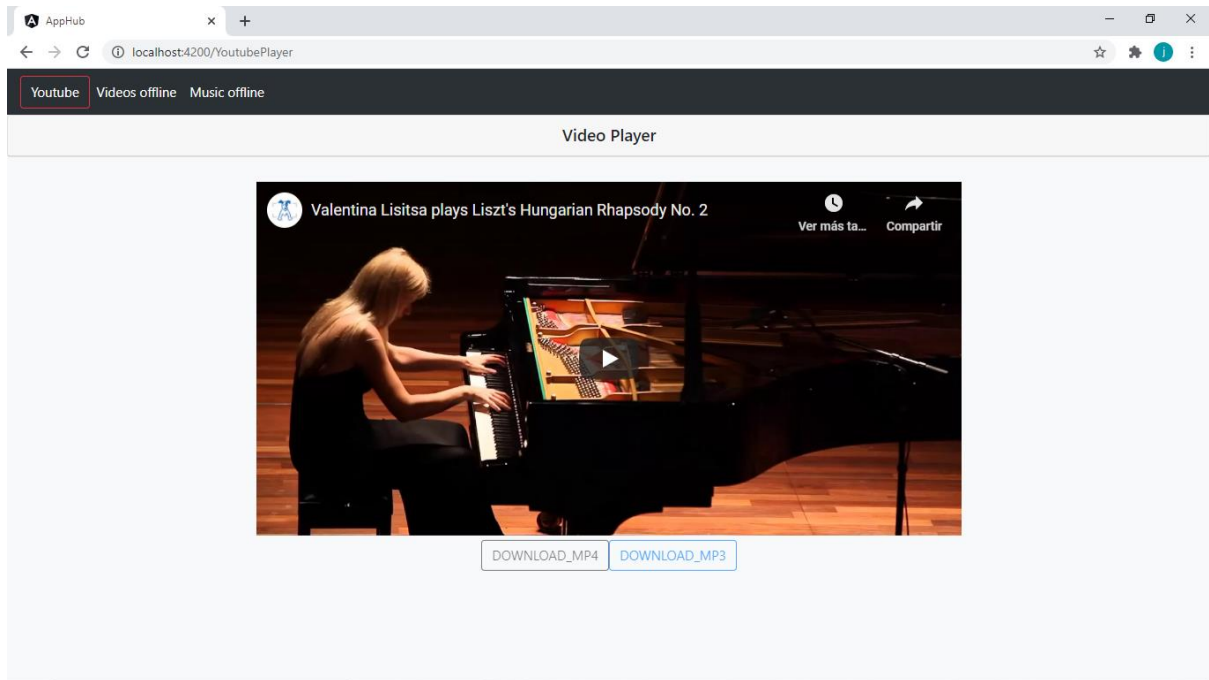 AppHub
localhost:4200/YoutubePlayer
j
Youtube Videos offline Music offline
Video Player
Valentina Lisitsa plays Liszt's Hungarian Rhapsody No. 2
Ver más ta... Compartir
DOWNLOAD_MP4 DOWNLOAD_MP3